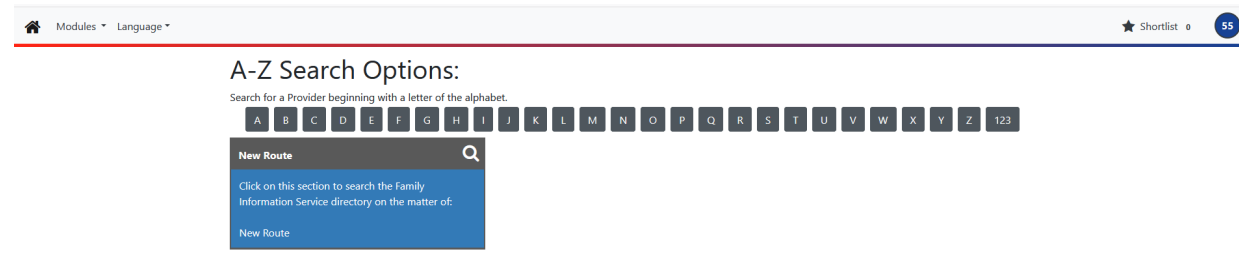 Modules Language Shortlist 0 55
A-Z Search Options:
Search for a Provider beginning with a letter of the alphabet.
A B C D E F G H I J K L M N O P Q R S T U V W X Y Z 123
New Route
Click on this section to search the Family
Information Service directory on the matter of:
New Route